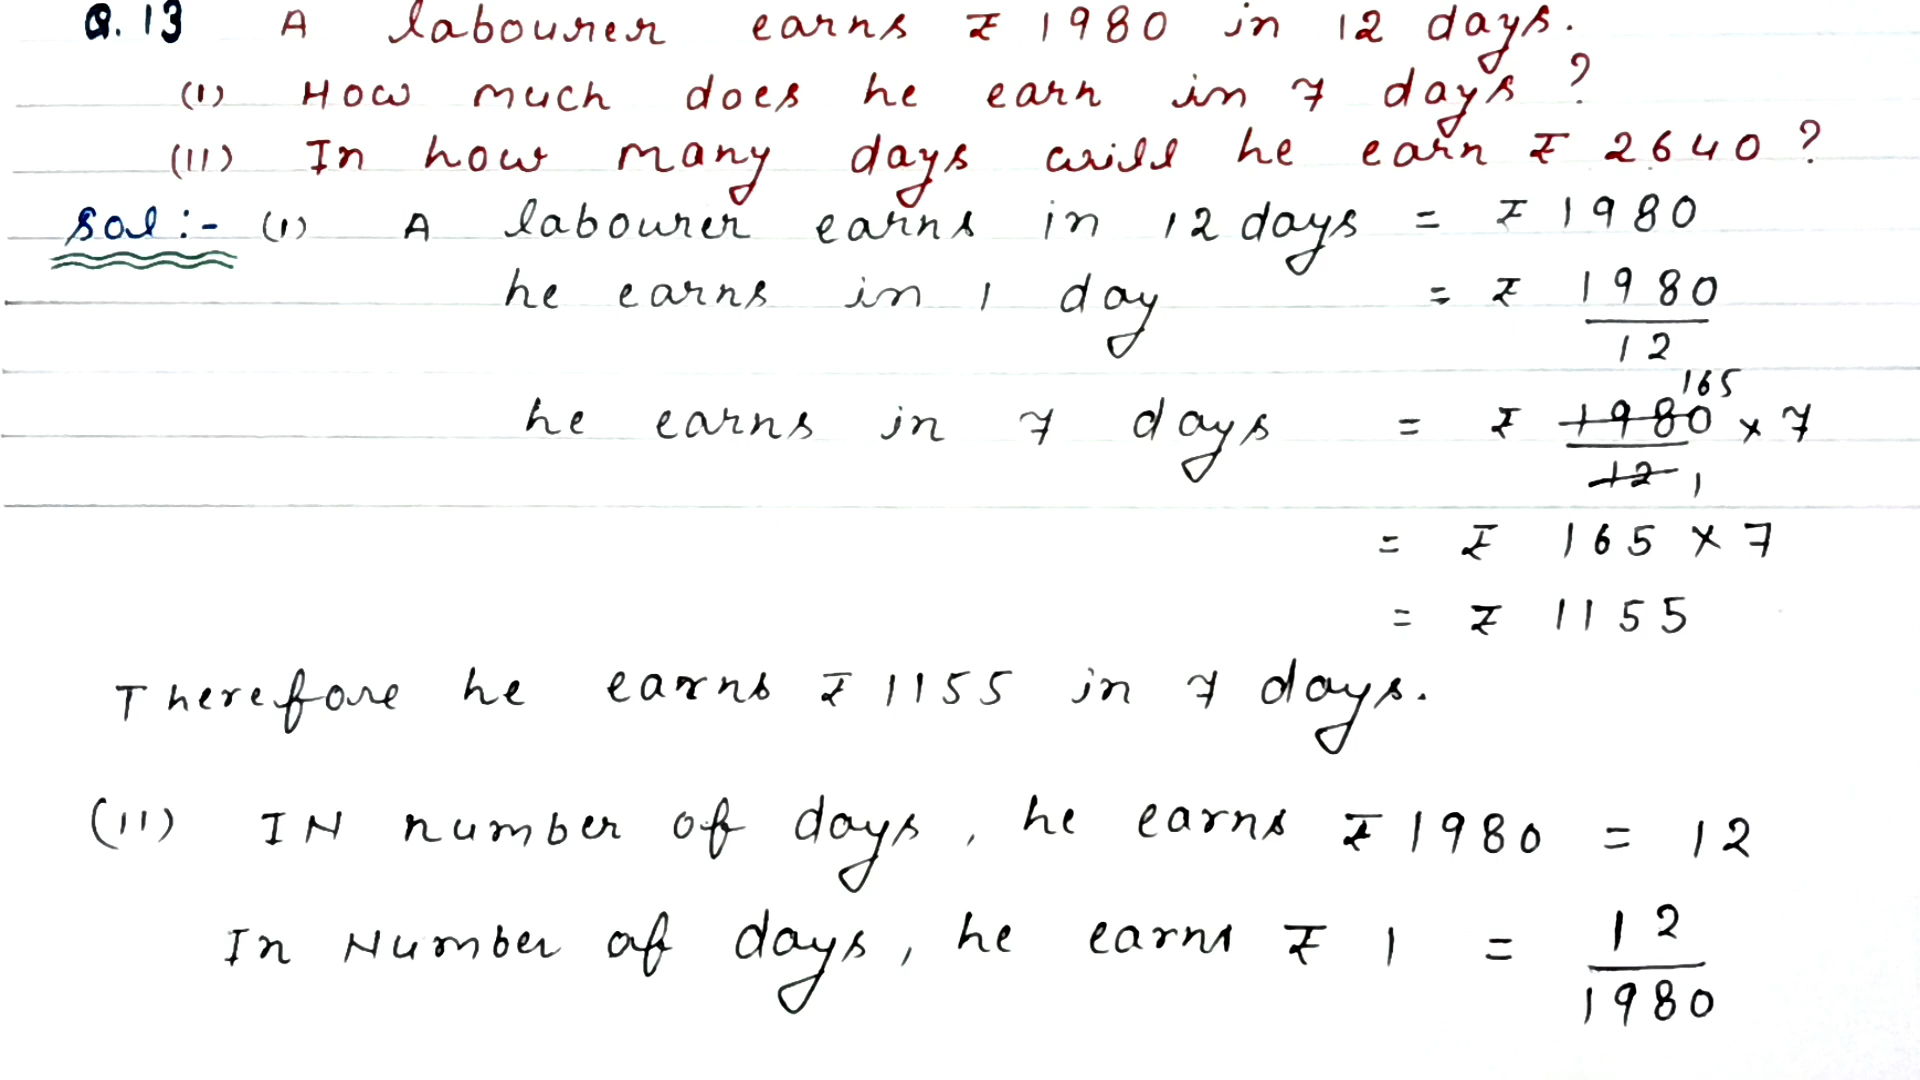 Q. 13 A labourer earns ₹ 1980 in 12 days.
(I) How much does he earn in 7 days ?
(II) In how many days will he earn ₹ 2640 ?
Sol :- (I) A labourer earns in 12 days = ₹ 1980
he earns in 1 day = ₹ 1980/12
165
he earns in 7 days = ₹ 1980/12 × 7
1
= ₹ 165 × 7
= ₹ 1155
Therefore he earns ₹ 1155 in 7 days.
(II) IN number of days, he earns ₹ 1980 = 12
In Number of days, he earns ₹ 1 = 12/1980